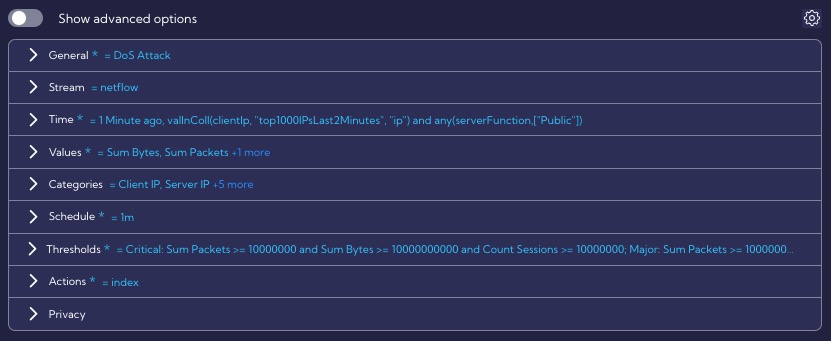 Show advanced options
General * = DoS Attack
Stream = netflow
Time * = 1 Minute ago, valInColl(clientIp, "top1000IPsLast2Minutes", "ip") and any(serverFunction,["Public"])
Values * = Sum Bytes, Sum Packets +1 more
Categories = Client IP, Server IP +5 more
Schedule * = 1m
Thresholds * = Critical: Sum Packets >= 10000000 and Sum Bytes >= 10000000000 and Count Sessions >= 10000000; Major: Sum Packets >= 1000000...
Actions * = index
Privacy